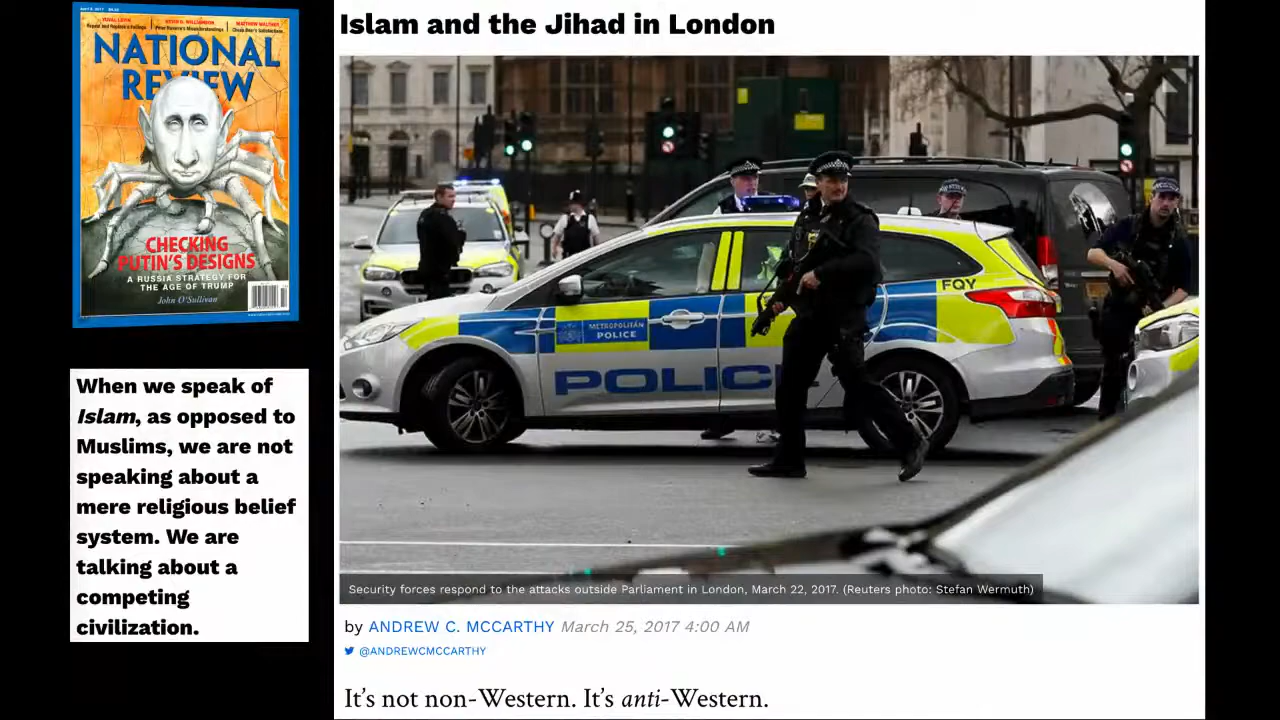 Islam and the Jihad in London
NATIONAL
REVIEW
CHECKING
PUTIN'S DESIGNS
A RUSSIA STRATEGY FOR
THE AGE OF TRUMP
John O'Sullivan
When we speak of
Islam, as opposed to
Muslims, we are not
speaking about a
mere religious belief
system. We are
talking about a
competing
civilization.
METROPOLITAN
POLICE
POLICE
FQY
Security forces respond to the attacks outside Parliament in London, March 22, 2017. (Reuters photo: Stefan Wermuth)
by ANDREW C. MCCARTHY March 25, 2017 4:00 AM
@ANDREWCMCCARTHY
It’s not non-Western. It’s anti-Western.